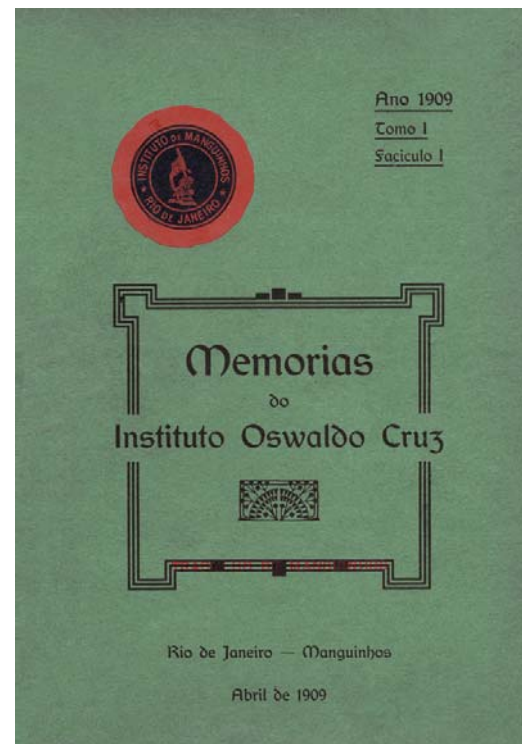 Ano 1909
Tomo I
Faciculo I
INSTITUTO DE MANGUINHOS
* RIO DE JANEIRO *
Memorias
do
Instituto Oswaldo Cruz
Rio de Janeiro — Manguinhos
Abril de 1909